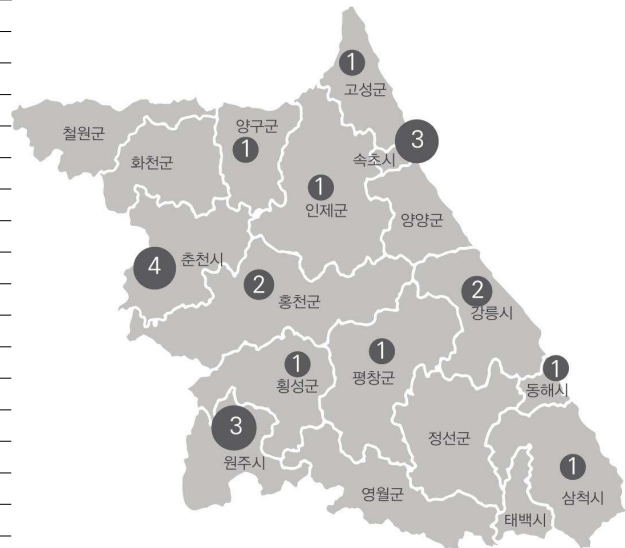 1
고성군
3
속초시
철원군
화천군
양구군
1
1
인제군
양양군
4
춘천시
2
홍천군
2
강릉시
1
횡성군
1
평창군
1
동해시
3
원주시
정선군
1
삼척시
영월군
태백시